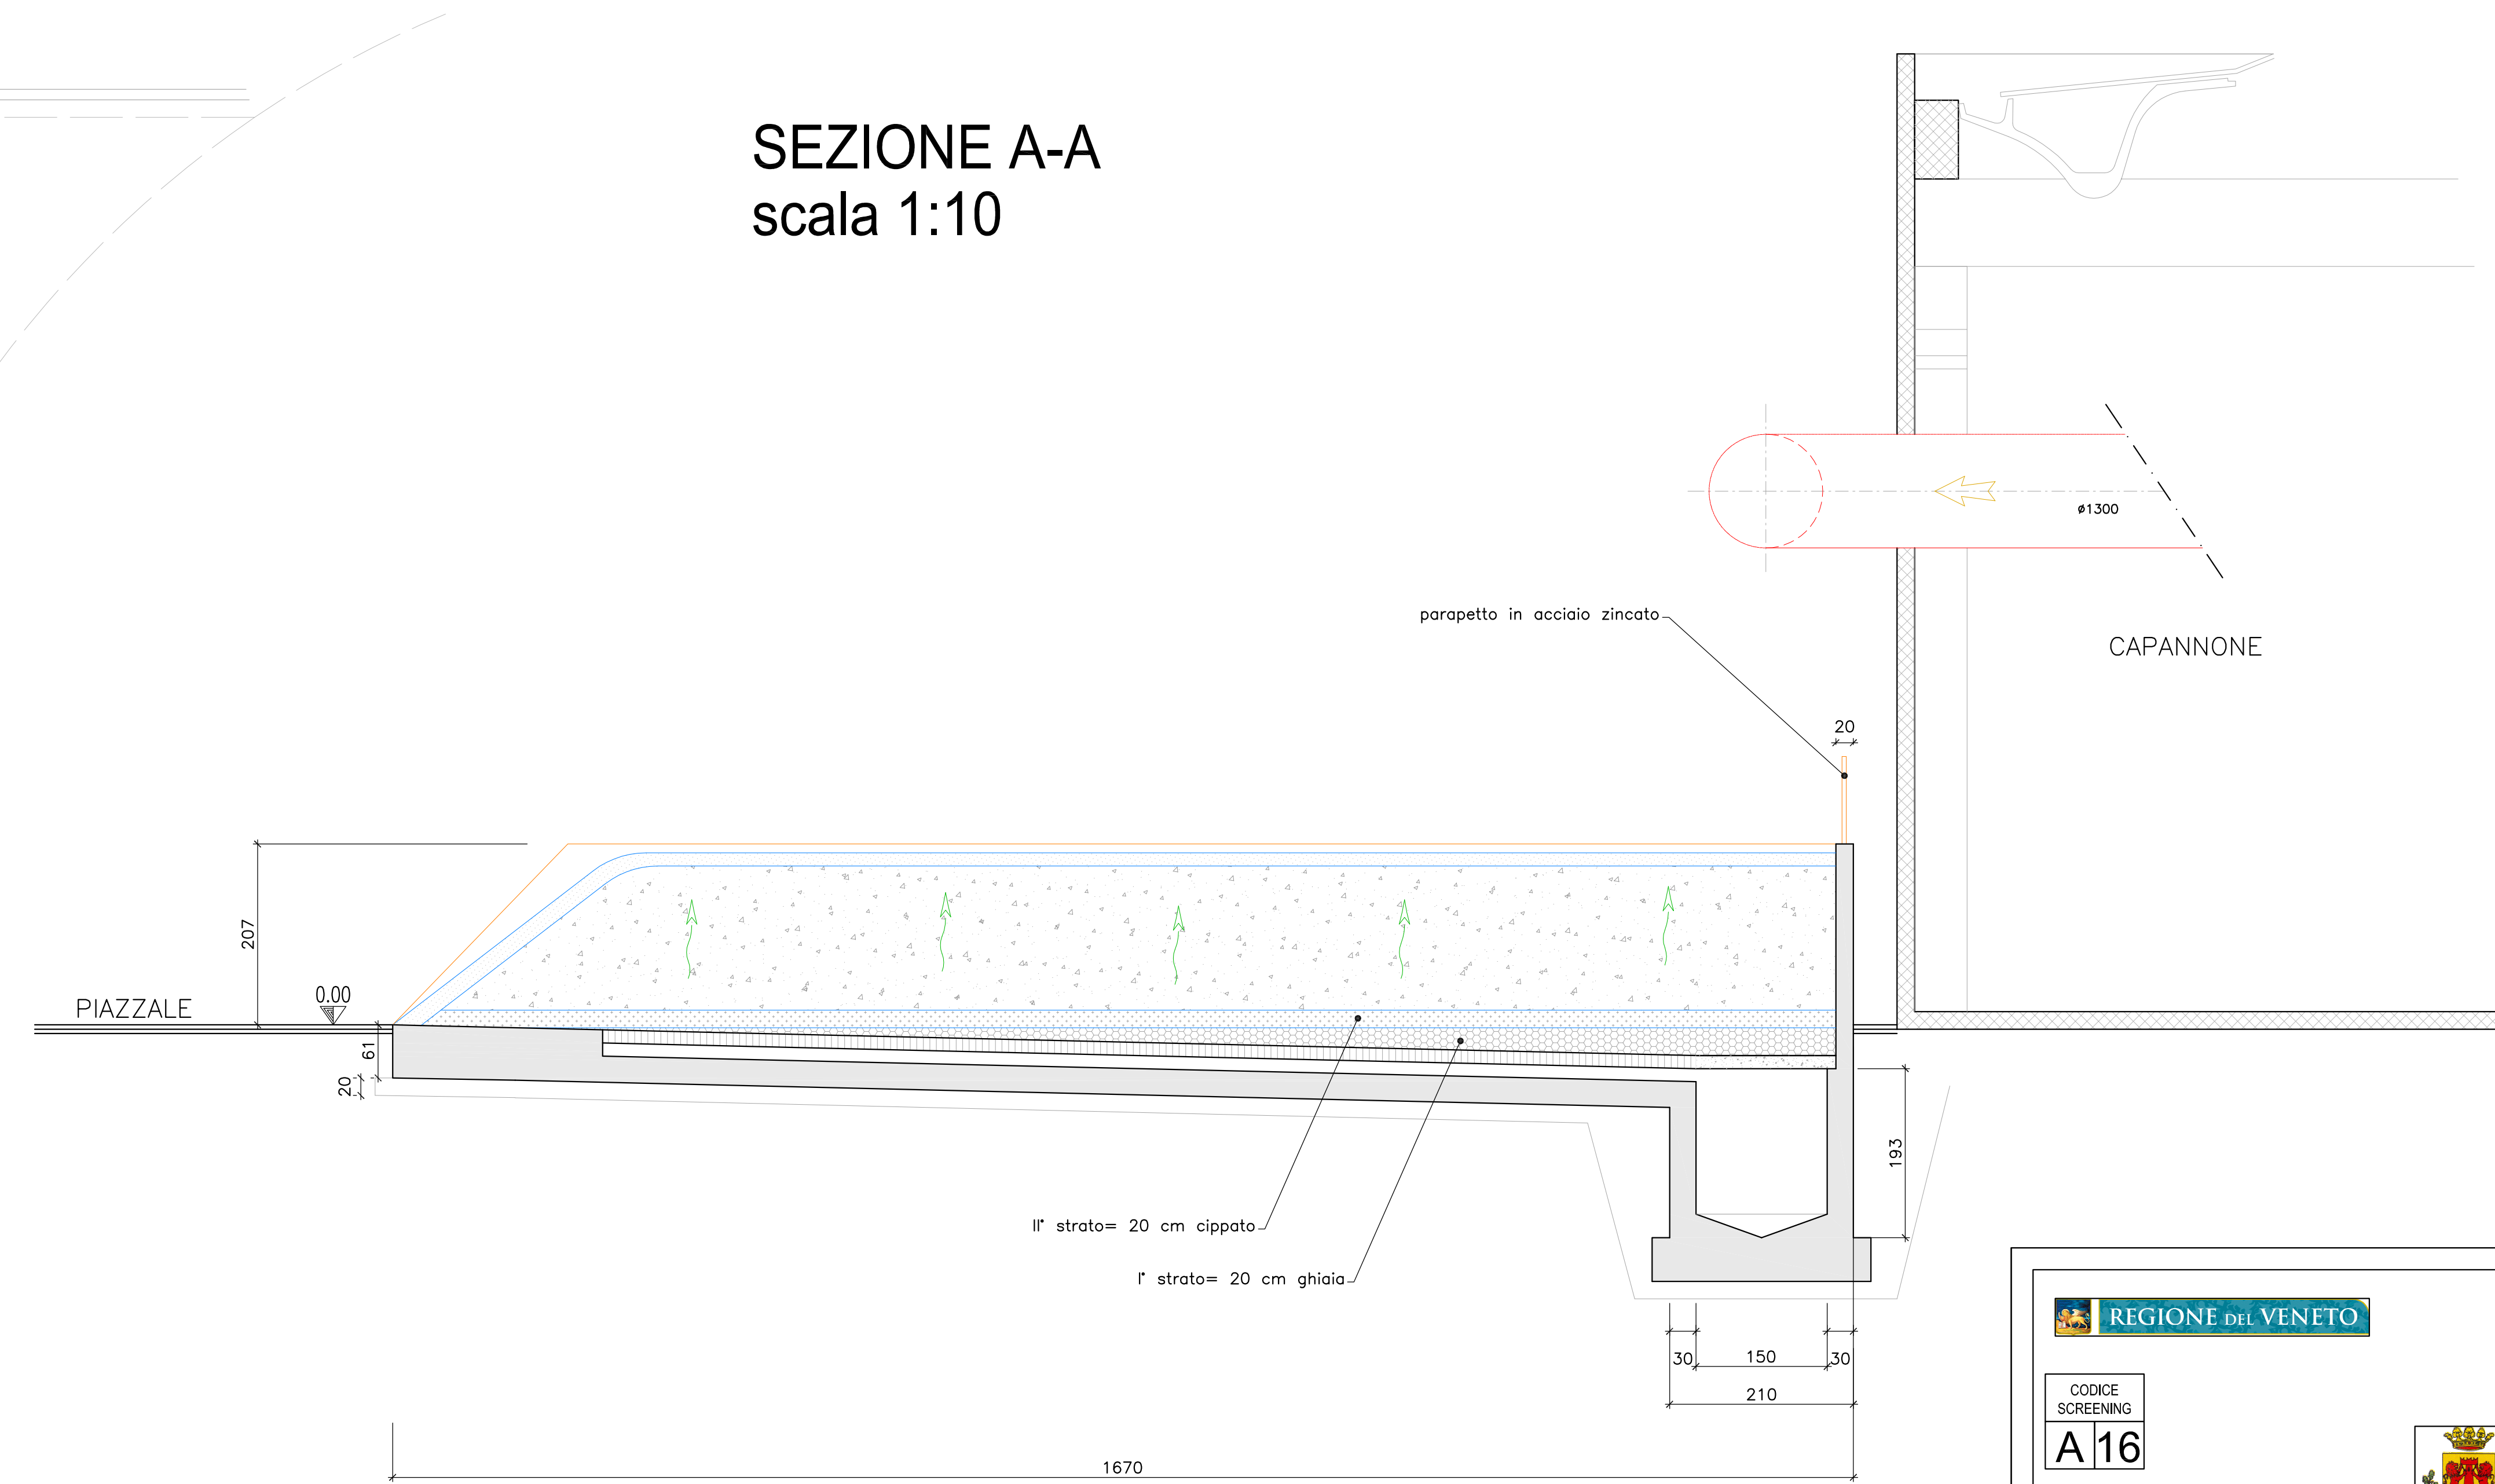 SEZIONE A-A
scala 1:10
ø1300
parapetto in acciaio zincato
CAPANNONE
20
207
PIAZZALE
0.00
61
20
193
II° strato= 20 cm cippato
I° strato= 20 cm ghiaia
REGIONE DEL VENETO
30
150
30
210
CODICE
SCREENING
A 16
1670